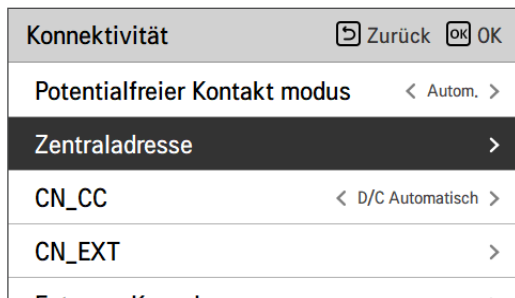 Konnektivität Zurück OK OK
Potentialfreier Kontakt modus < Autom. >
Zentraladresse >
CN_CC < D/C Automatisch >
CN_EXT >